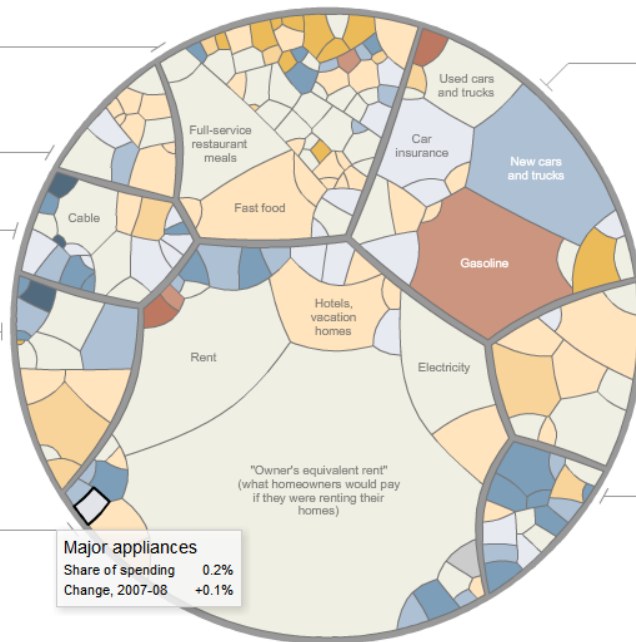 Used cars
and trucks
Full-service
restaurant
meals
Car
insurance
New cars
and trucks
Fast food
Cable
Gasoline
Hotels,
vacation
homes
Rent
Electricity
"Owner's equivalent rent"
(what homeowners would pay
if they were renting their
homes)
Major appliances
Share of spending 0.2%
Change, 2007-08 +0.1%